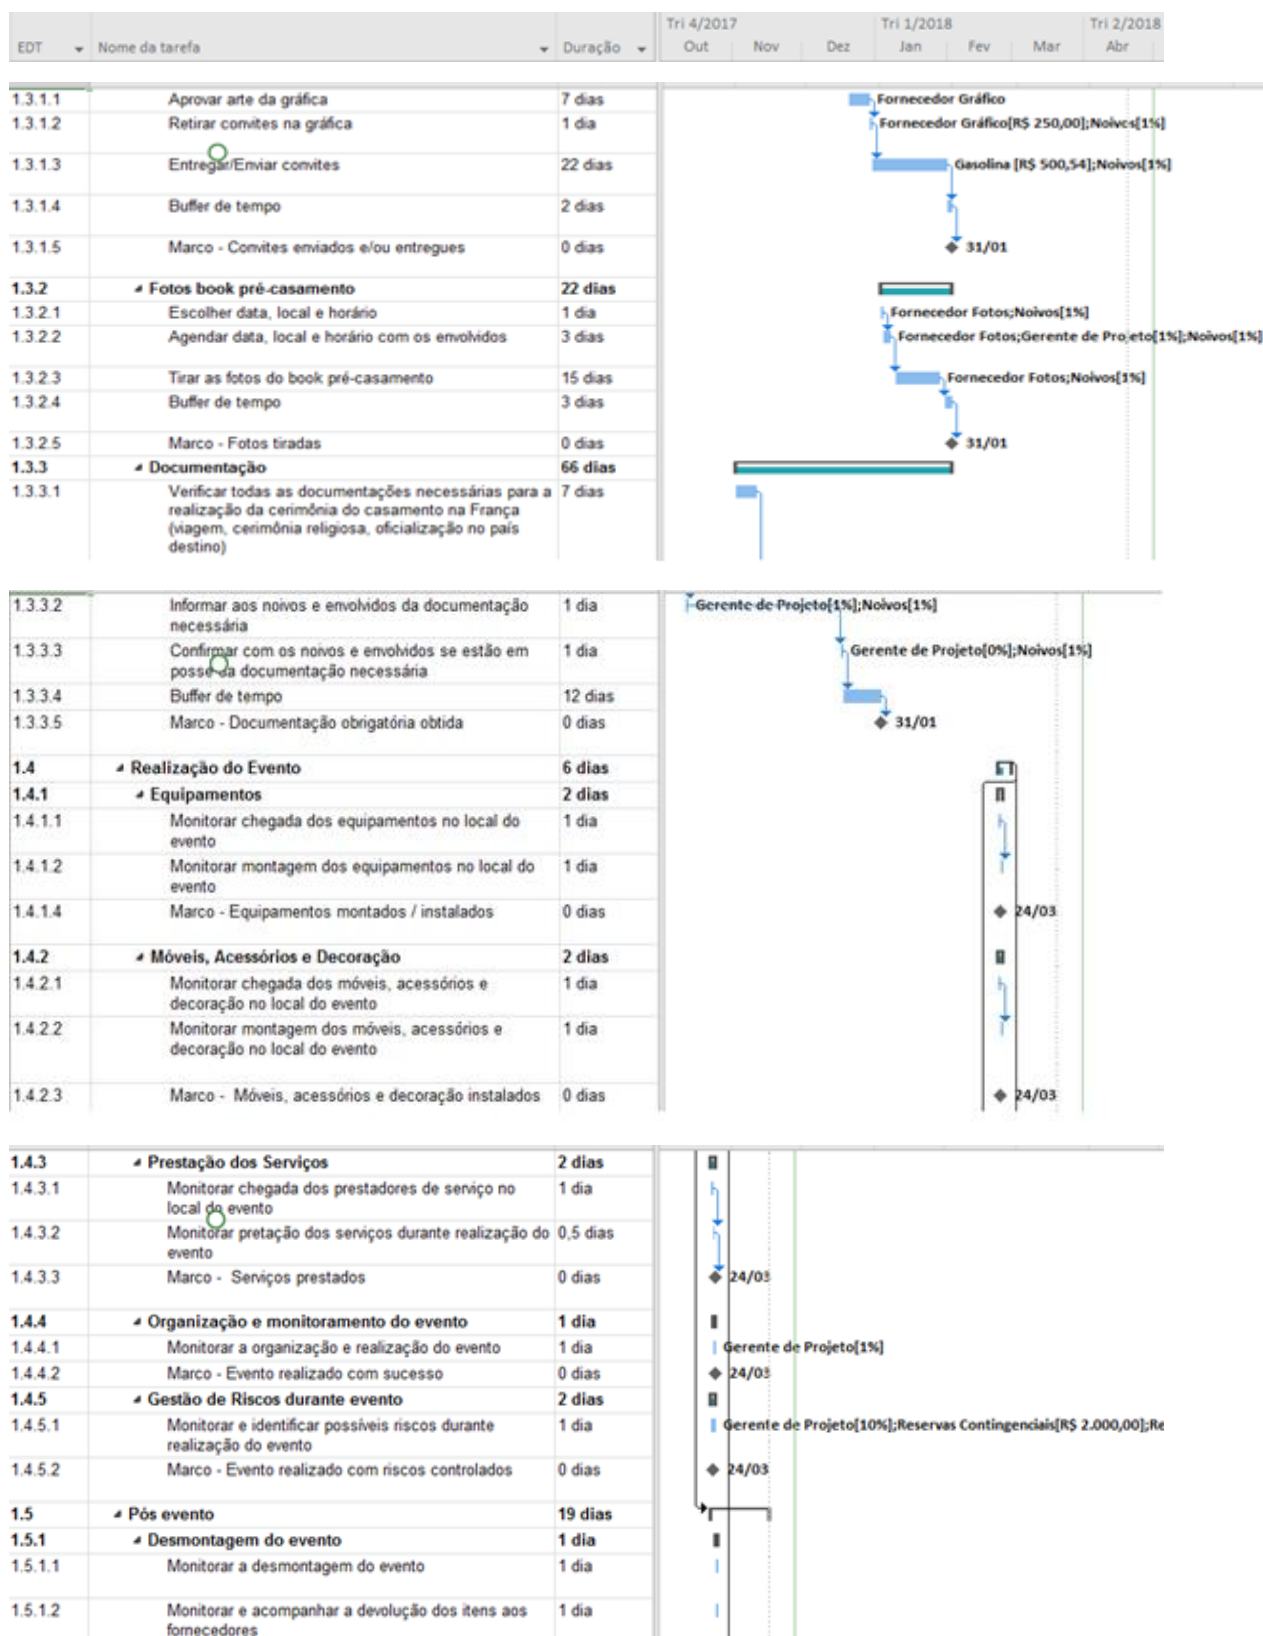 Tri 4/2017 Tri 1/2018 Tri 2/2018
EDT Nome da tarefa Duração Out Nov Dez Jan Fev Mar Abr
1.3.1.1 Aprovar arte da gráfica 7 dias Fornecedor Gráfico
1.3.1.2 Retirar convites na gráfica 1 dia Fornecedor Gráfico[R$ 250,00];Noivos[1%]
1.3.1.3 Entregar/Enviar convites 22 dias Gasolina [R$ 500,54];Noivos[1%]
1.3.1.4 Buffer de tempo 2 dias
1.3.1.5 Marco - Convites enviados e/ou entregues 0 dias 31/01
1.3.2 Fotos book pré-casamento 22 dias
1.3.2.1 Escolher data, local e horário 1 dia Fornecedor Fotos;Noivos[1%]
1.3.2.2 Agendar data, local e horário com os envolvidos 3 dias Fornecedor Fotos;Gerente de Projeto[1%];Noivos[1%]
1.3.2.3 Tirar as fotos do book pré-casamento 15 dias Fornecedor Fotos;Noivos[1%]
1.3.2.4 Buffer de tempo 3 dias
1.3.2.5 Marco - Fotos tiradas 0 dias 31/01
1.3.3 Documentação 66 dias
1.3.3.1 Verificar todas as documentações necessárias para a 7 dias
realização da cerimônia do casamento na França
(viagem, cerimônia religiosa, oficialização no país
destino)
1.3.3.2 Informar aos noivos e envolvidos da documentação 1 dia Gerente de Projeto[1%];Noivos[1%]
necessária
1.3.3.3 Confirmar com os noivos e envolvidos se estão em 1 dia Gerente de Projeto[0%];Noivos[1%]
posse da documentação necessária
1.3.3.4 Buffer de tempo 12 dias
1.3.3.5 Marco - Documentação obrigatória obtida 0 dias 31/01
1.4 Realização do Evento 6 dias
1.4.1 Equipamentos 2 dias
1.4.1.1 Monitorar chegada dos equipamentos no local do 1 dia
evento
1.4.1.2 Monitorar montagem dos equipamentos no local do 1 dia
evento
1.4.1.4 Marco - Equipamentos montados / instalados 0 dias 24/03
1.4.2 Móveis, Acessórios e Decoração 2 dias
1.4.2.1 Monitorar chegada dos móveis, acessórios e 1 dia
decoração no local do evento
1.4.2.2 Monitorar montagem dos móveis, acessórios e 1 dia
decoração no local do evento
1.4.2.3 Marco - Móveis, acessórios e decoração instalados 0 dias 24/03
1.4.3 Prestação dos Serviços 2 dias
1.4.3.1 Monitorar chegada dos prestadores de serviço no 1 dia
local do evento
1.4.3.2 Monitorar pretação dos serviços durante realização do 0,5 dias
evento
1.4.3.3 Marco - Serviços prestados 0 dias 24/03
1.4.4 Organização e monitoramento do evento 1 dia
1.4.4.1 Monitorar a organização e realização do evento 1 dia Gerente de Projeto[1%]
1.4.4.2 Marco - Evento realizado com sucesso 0 dias 24/03
1.4.5 Gestão de Riscos durante evento 2 dias
1.4.5.1 Monitorar e identificar possíveis riscos durante 1 dia Gerente de Projeto[10%];Reservas Contingenciais[R$ 2.000,00];Re
realização do evento
1.4.5.2 Marco - Evento realizado com riscos controlados 0 dias 24/03
1.5 Pós evento 19 dias
1.5.1 Desmontagem do evento 1 dia
1.5.1.1 Monitorar a desmontagem do evento 1 dia
1.5.1.2 Monitorar e acompanhar a devolução dos itens aos 1 dia
fornecedores